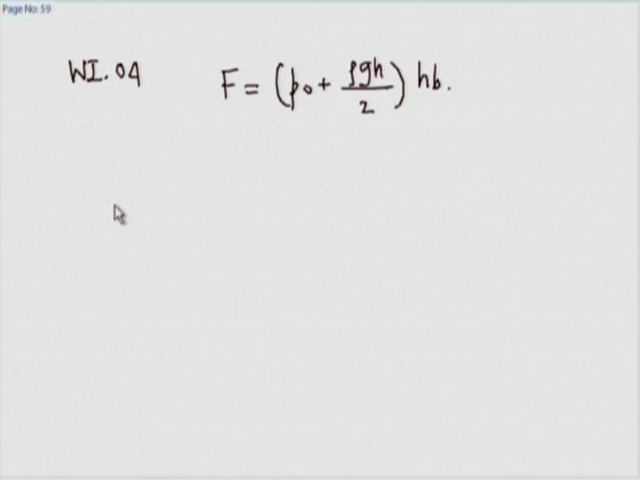 Page No: 59
WI.04 F = (p₀ + ρgh/2) hb.